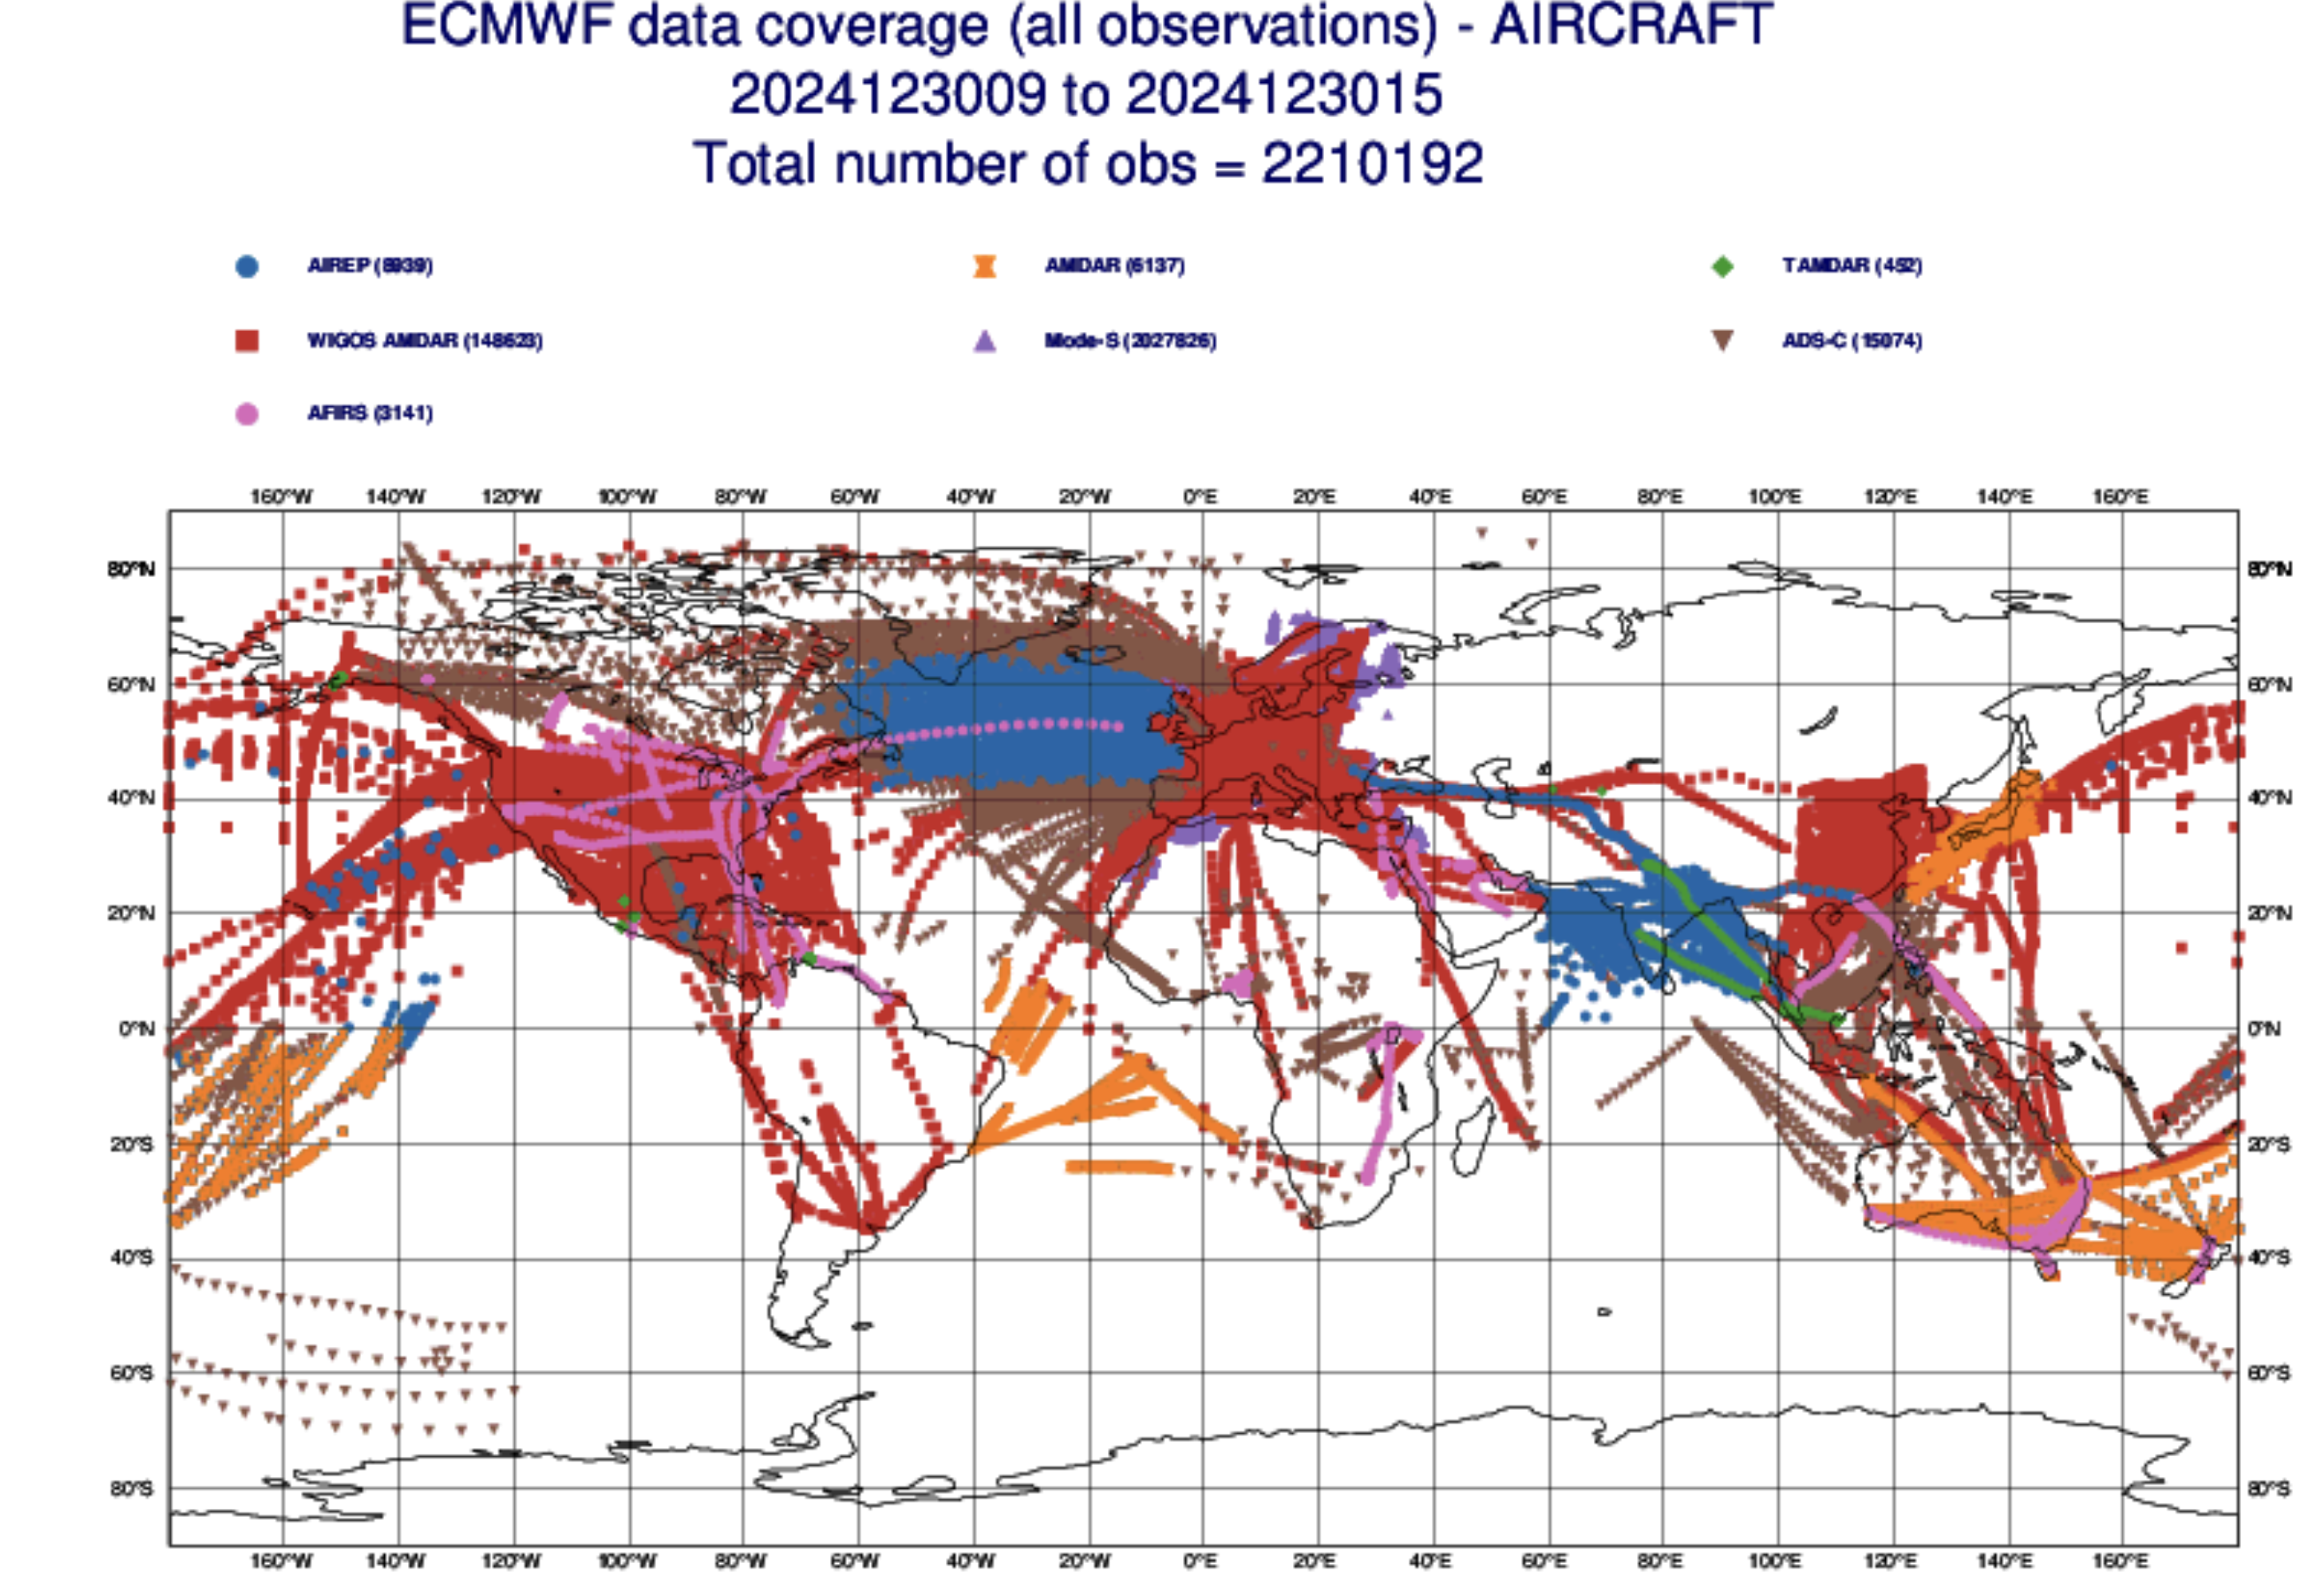 ECMWF data coverage (all observations) - AIRCRAFT
2024123009 to 2024123015
Total number of obs = 2210192
AIREP (8939) AMDAR (6137) TAMDAR (452)
WIGOS AMDAR (148623) Mode-S (2027826) ADS-C (15074)
AFIRS (3141)
160°W 140°W 120°W 100°W 80°W 60°W 40°W 20°W 0°E 20°E 40°E 60°E 80°E 100°E 120°E 140°E 160°E
80°N 80°N
60°N 60°N
40°N 40°N
20°N 20°N
0°N 0°N
20°S 20°S
40°S 40°S
60°S 60°S
80°S 80°S
160°W 140°W 120°W 100°W 80°W 60°W 40°W 20°W 0°E 20°E 40°E 60°E 80°E 100°E 120°E 140°E 160°E